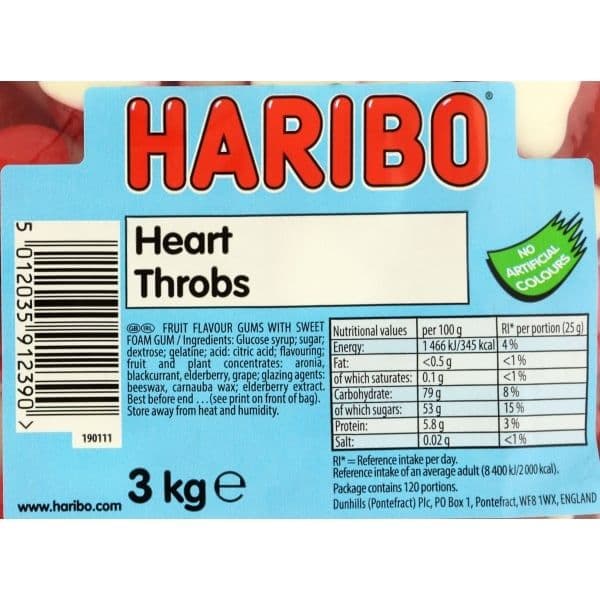 HARIBO®
Heart
Throbs
NO
ARTIFICIAL
COLOURS
5 012035 912390 >
190111
GB IRL FRUIT FLAVOUR GUMS WITH SWEET
FOAM GUM / Ingredients: Glucose syrup; sugar;
dextrose; gelatine; acid: citric acid; flavouring;
fruit and plant concentrates: aronia,
blackcurrant, elderberry, grape; glazing agents:
beeswax, carnauba wax; elderberry extract.
Best before end ...(see print on front of bag).
Store away from heat and humidity.
Nutritional values per 100 g RI* per portion (25 g)
Energy: 1 466 kJ/345 kcal 4 %
Fat: <0.5 g <1%
of which saturates: 0.1 g <1%
Carbohydrate: 79 g 8 %
of which sugars: 53 g 15 %
Protein: 5.8 g 3 %
Salt: 0.02 g <1%
RI* = Reference intake per day.
Reference intake of an average adult (8 400 kJ/2 000 kcal).
Package contains 120 portions.
Dunhills (Pontefract) Plc, PO Box 1, Pontefract, WF8 1WX, ENGLAND
www.haribo.com
3 kg ℮